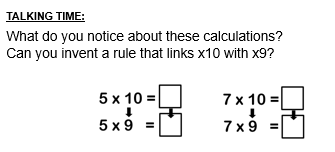 TALKING TIME:
What do you notice about these calculations?
Can you invent a rule that links x10 with x9?
5 x 10 =
7 x 10 =
5 x 9 =
7 x 9 =